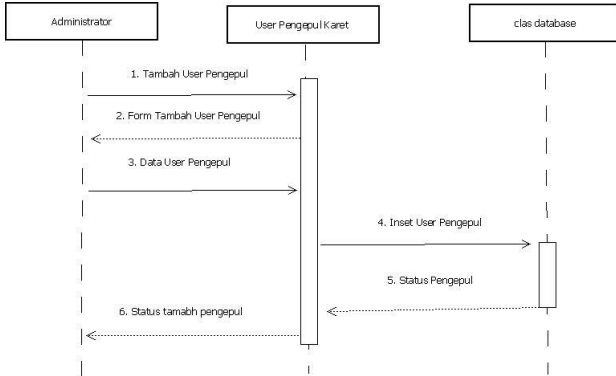 Administrator
User Pengepul Karet
clas database
1. Tambah User Pengepul
2. Form Tambah User Pengepul
3. Data User Pengepul
4. Inset User Pengepul
5. Status Pengepul
6. Status tamabh pengepul